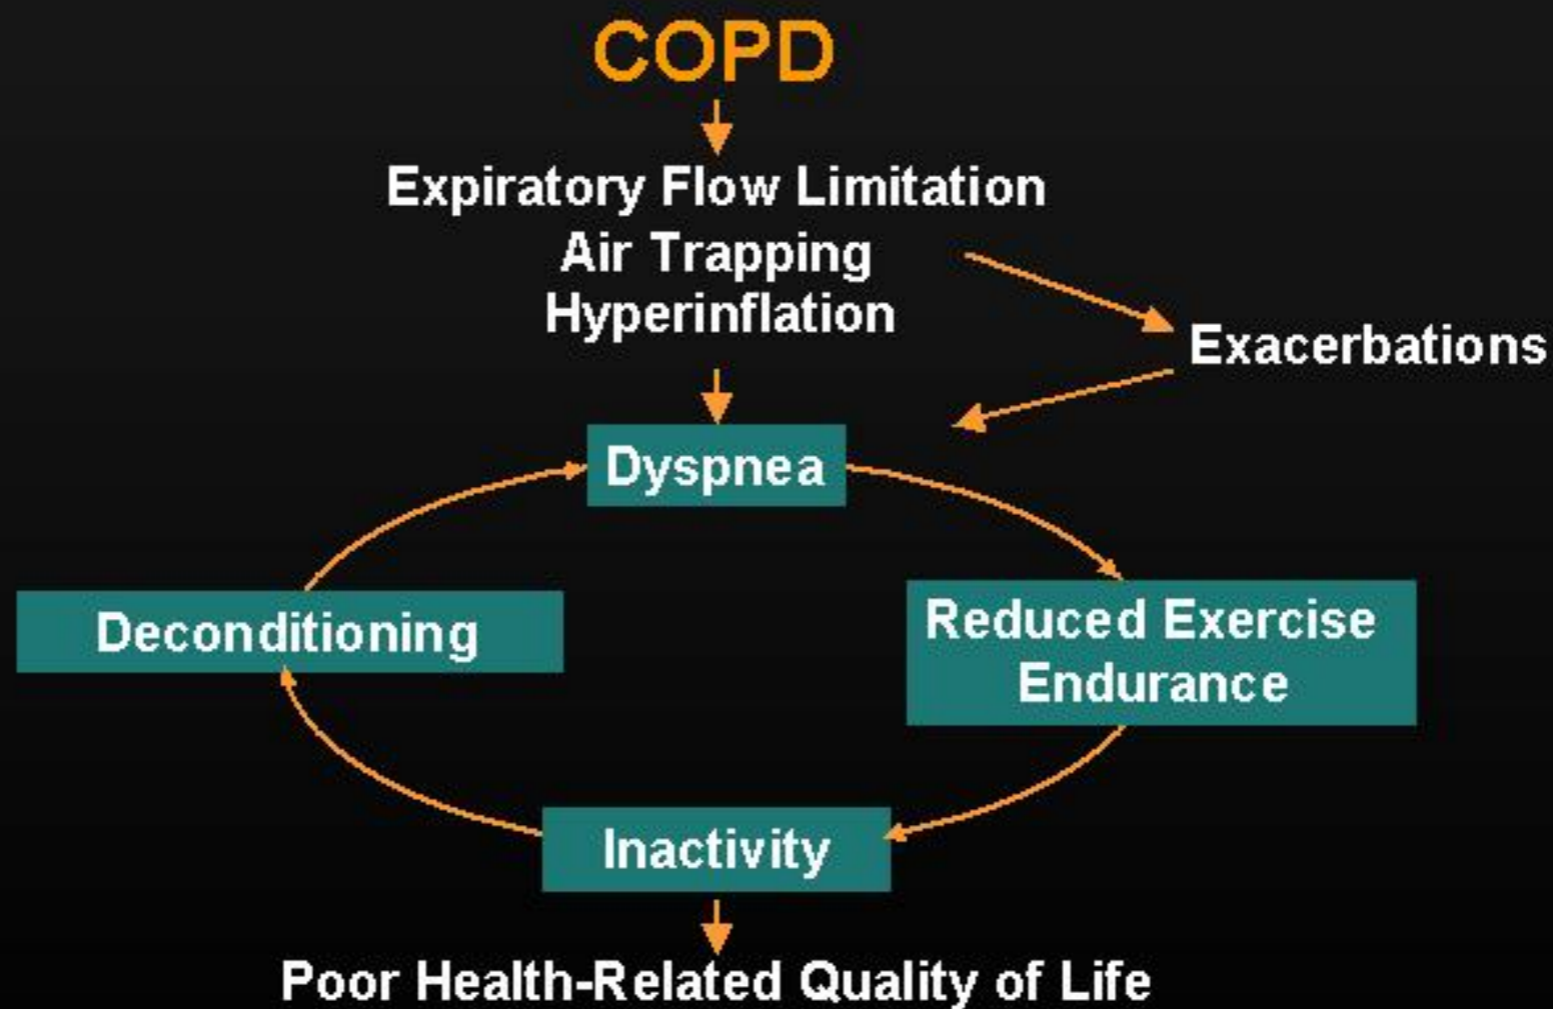 COPD
Expiratory Flow Limitation
Air Trapping
Hyperinflation
Exacerbations
Dyspnea
Deconditioning
Reduced Exercise
Endurance
Inactivity
Poor Health-Related Quality of Life